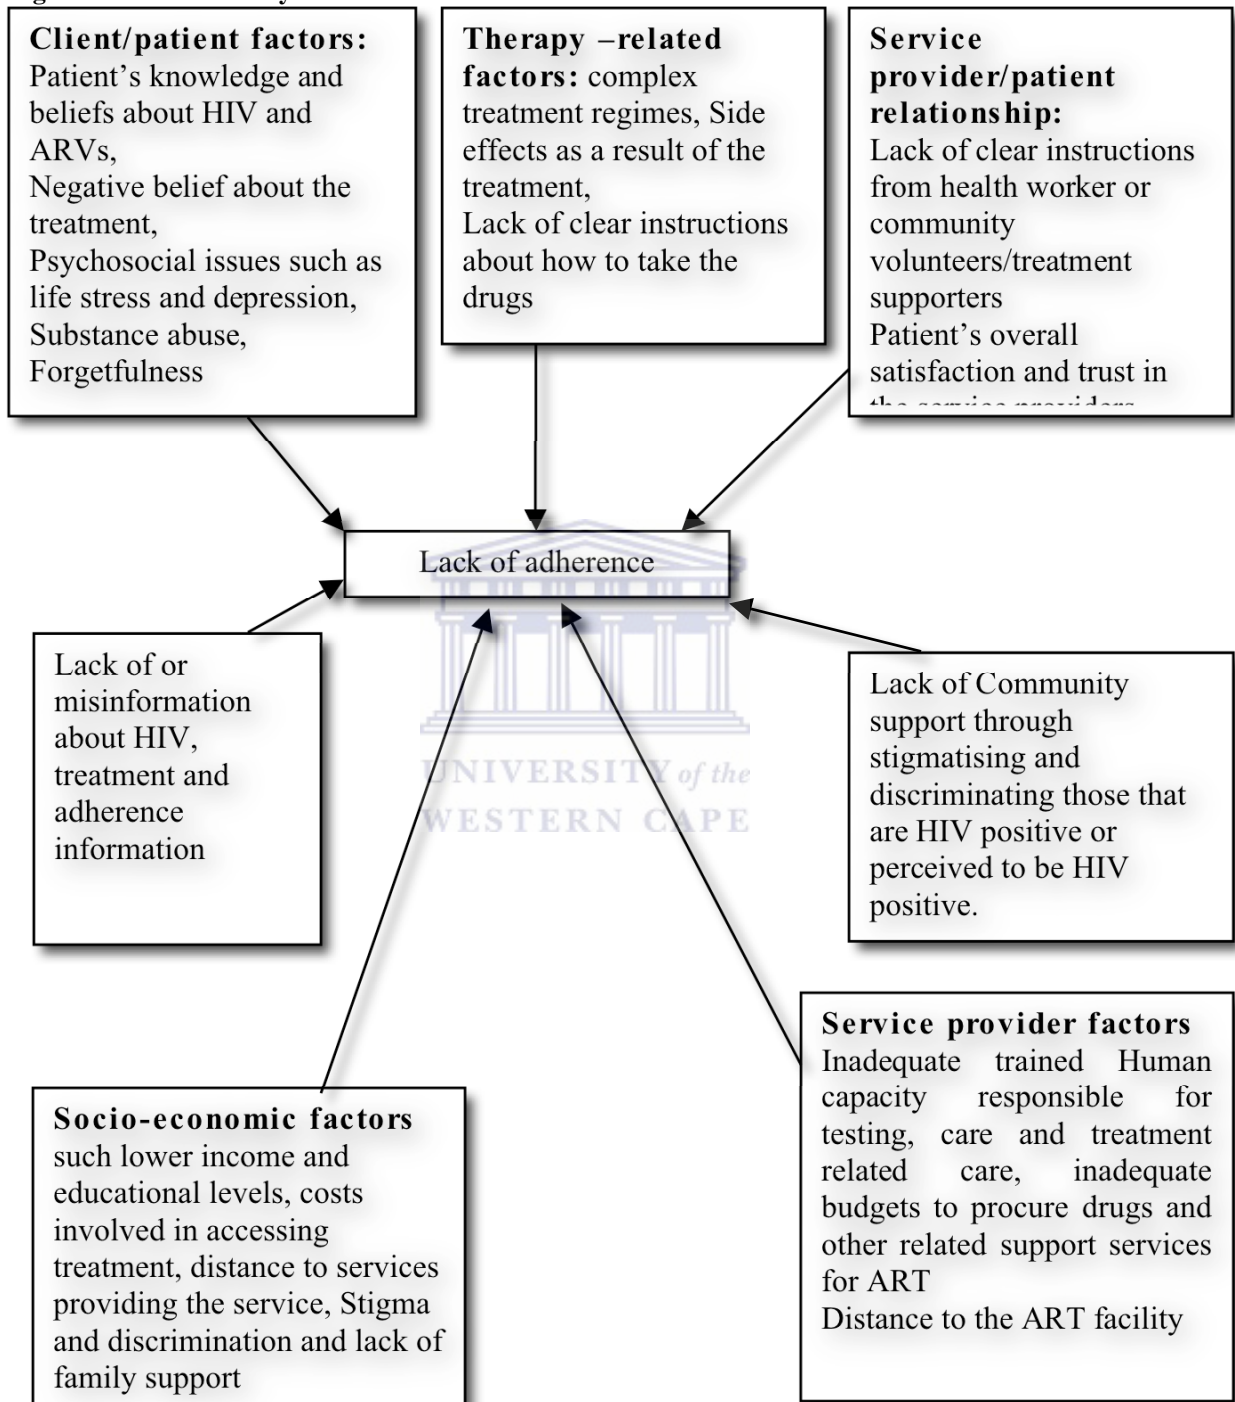 Client/patient factors:
Patient’s knowledge and
beliefs about HIV and
ARVs,
Negative belief about the
treatment,
Psychosocial issues such as
life stress and depression,
Substance abuse,
Forgetfulness
Therapy –related
factors: complex
treatment regimes, Side
effects as a result of the
treatment,
Lack of clear instructions
about how to take the
drugs
Service
provider/patient
relationship:
Lack of clear instructions
from health worker or
community
volunteers/treatment
supporters
Patient’s overall
satisfaction and trust in
the service providers
Lack of adherence
Lack of or
misinformation
about HIV,
treatment and
adherence
information
UNIVERSITY of the
WESTERN CAPE
Lack of Community
support through
stigmatising and
discriminating those that
are HIV positive or
perceived to be HIV
positive.
Socio-economic factors
such lower income and
educational levels, costs
involved in accessing
treatment, distance to services
providing the service, Stigma
and discrimination and lack of
family support
Service provider factors
Inadequate trained Human
capacity responsible for
testing, care and treatment
related care, inadequate
budgets to procure drugs and
other related support services
for ART
Distance to the ART facility